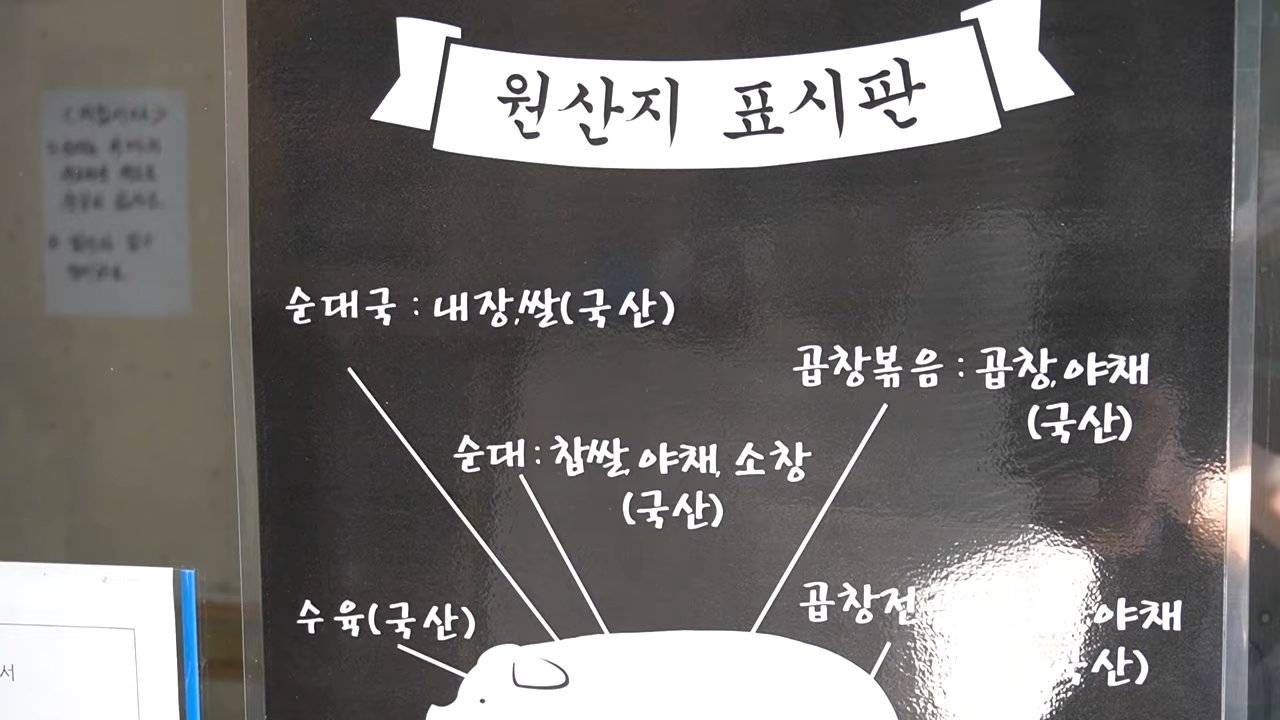 원산지 표시판
순대국 : 내장,쌀(국산)
곱창볶음 : 곱창,야채
(국산)
순대 : 찹쌀,야채, 소창
(국산)
수육(국산)
곱창전 야채
산)
서